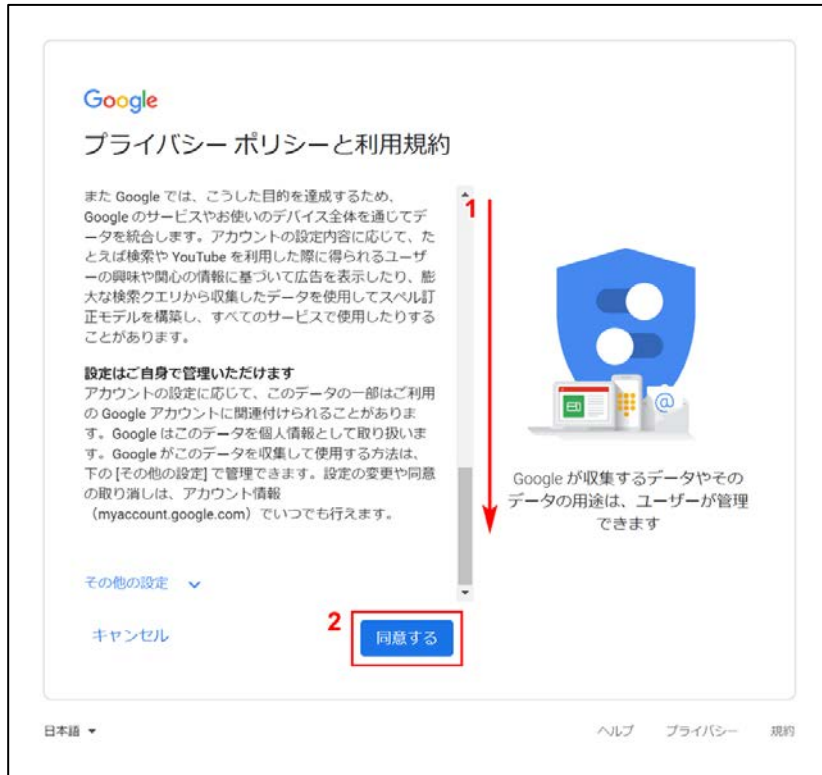 Google
プライバシー ポリシーと利用規約
また Google では、こうした目的を達成するため、
Google のサービスやお使いのデバイス全体を通じてデ
ータを統合します。アカウントの設定内容に応じて、た
とえば検索や YouTube を利用した際に得られるユーザ
ーの興味や関心の情報に基づいて広告を表示したり、膨
大な検索クエリから収集したデータを使用してスペル訂
正モデルを構築し、すべてのサービスで使用したりする
ことがあります。
設定はご自身で管理いただけます
アカウントの設定に応じて、このデータの一部はご利用
の Google アカウントに関連付けられることがありま
す。Google はこのデータを個人情報として取り扱いま
す。Google がこのデータを収集して使用する方法は、
下の [その他の設定] で管理できます。設定の変更や同意
の取り消しは、アカウント情報
（myaccount.google.com）でいつでも行えます。
その他の設定
キャンセル
2
同意する
1
@
Google が収集するデータやその
データの用途は、ユーザーが管理
できます
日本語
ヘルプ プライバシー 規約